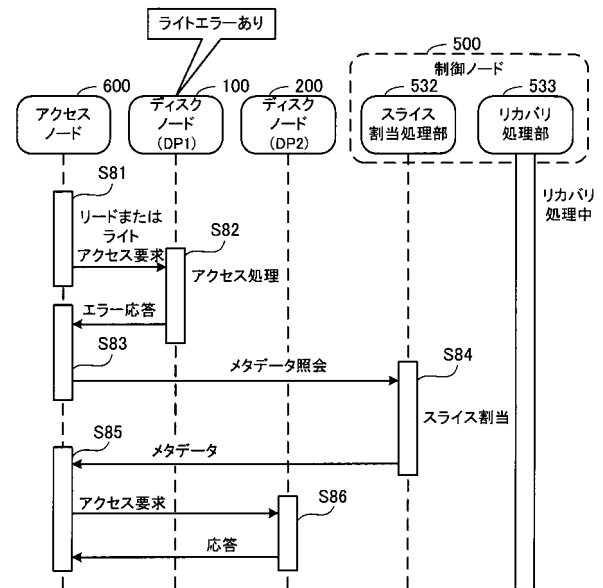 ライトエラーあり
500
制御ノード
600
アクセス
ノード
100
ディスク
ノード
(DP1)
200
ディスク
ノード
(DP2)
532
スライス
割当処理部
533
リカバリ
処理部
リカバリ
処理中
S81
リードまたは
ライト
アクセス要求
S82
アクセス処理
エラー応答
S83
メタデータ照会
S84
スライス割当
S85
メタデータ
アクセス要求
S86
応答